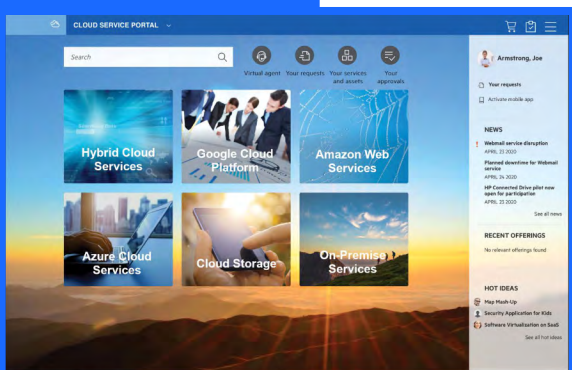 CLOUD SERVICE PORTAL
Search
Virtual agent
Your requests
Your services
and assets
Your
approvals
Hybrid Cloud
Services
Google Cloud
Platform
Amazon Web
Services
Azure Cloud
Services
Cloud Storage
On-Premise
Services
Armstrong, Joe
Your requests
Activate mobile app
NEWS
! Webmail service disruption
APRIL 25 2020
Planned downtime for Webmail
service
APRIL 24 2020
HP Connected Drive pilot now
open for participation
APRIL 23 2020
See all news
RECENT OFFERINGS
No relevant offerings found
HOT IDEAS
Map Mash-Up
Security Application for Kids
Software Virtualization on SaaS
See all hot ideas